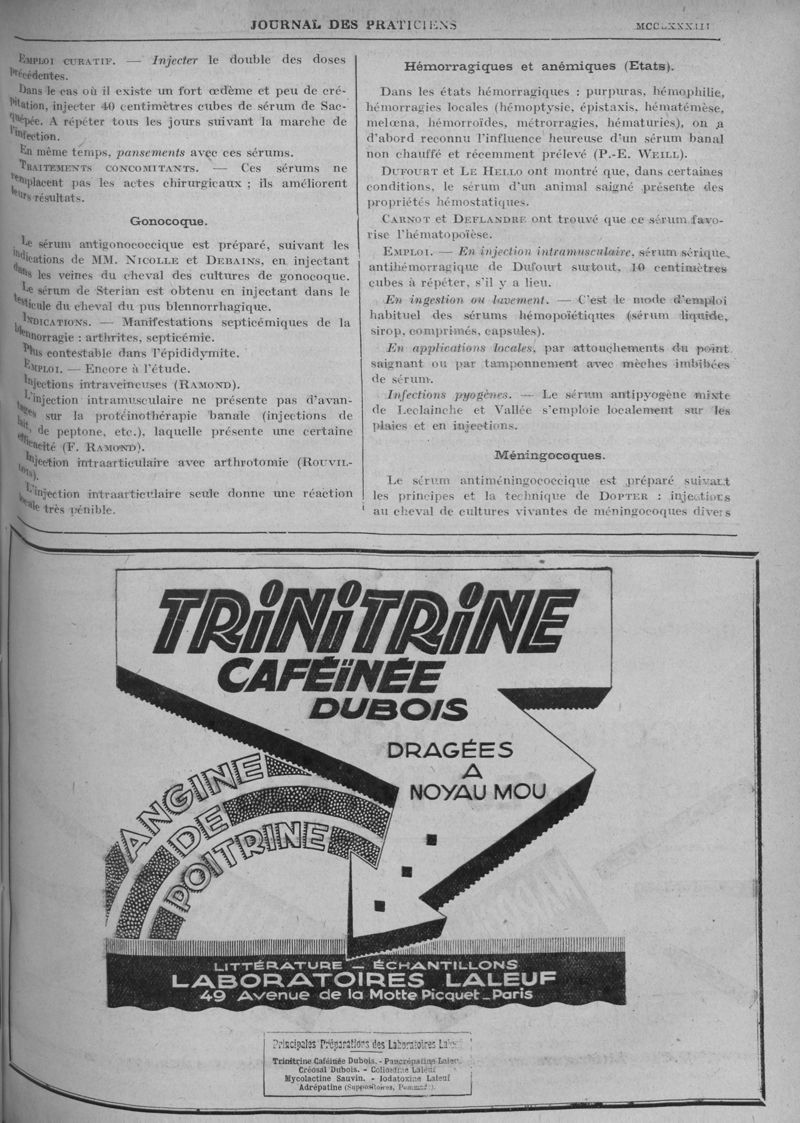 JOURNAL DES PRATICIENS
EMPLOI CURATIF. — Injecter le double des doses
précédentes.
Dans le cas où il existe un fort œdème et peu de cré-
pitation, injecter 40 centimètres cubes de sérum de Sac-
quépée. A répéter tous les jours suivant la marche de
l'infection.
En même temps, pansements avec ces sérums.
TRAITEMENTS CONCOMITANTS. — Ces sérums ne
remplacent pas les actes chirurgicaux ; ils améliorent
leurs résultats.
Gonocoque.
Le sérum antigonococcique est préparé, suivant les
indications de MM. NICOLLE et DEBAINS, en injectant
dans les veines du cheval des cultures de gonocoque.
Le sérum de Sterian est obtenu en injectant dans le
testicule du cheval du pus blennorrhagique.
INDICATIONS. — Manifestations septicémiques de la
blennorragie : arthrites, septicémie.
Plus contestable dans l'épididymite.
EMPLOI. — Encore à l'étude.
Injections intraveineuses (RAMOND).
L'injection intramusculaire ne présente pas d'avan-
tages sur la protéinothérapie banale (injections de
lait, de peptone, etc.), laquelle présente une certaine
efficacité (F. RAMOND).
Injection intraarticulaire avec arthrotomie (ROUVIL-
LOIS).
L'injection intraarticulaire seule donne une réaction
locale très pénible.
Hémorragiques et anémiques (Etats).
Dans les états hémorragiques : purpuras, hémophilie,
hémorragies locales (hémoptysie, épistaxis, hématémèse,
melœna, hémorroïdes, métrorragies, hématuries), on a
d'abord reconnu l'influence heureuse d'un sérum banal
non chauffé et récemment prélevé (P.-E. WEILL).
DUFOURT et LE HELLO ont montré que, dans certaines
conditions, le sérum d'un animal saigné présente des
propriétés hémostatiques.
CARNOT et DEFLANDRE ont trouvé que ce sérum favo-
rise l'hématopoïèse.
EMPLOI. — En injection intramusculaire, sérum sérique,
antihémorragique de Dufourt surtout, 10 centimètres
cubes à répéter, s'il y a lieu.
En ingestion ou lavement. — C'est le mode d'emploi
habituel des sérums hémopoïétiques (sérum liquide,
sirop, comprimés, capsules).
En applications locales, par attouchements du point
saignant ou par tamponnement avec mèches imbibées
de sérum.
Infections pyogènes. — Le sérum antipyogène mixte
de Leclainche et Vallée s'emploie localement sur les
plaies et en injections.
Méningocoques.
Le sérum antiméningococcique est préparé suivant
les principes et la technique de DOPTER : injections
au cheval de cultures vivantes de méningocoques divers
TRINITRINE
CAFÉÏNÉE
DUBOIS
DRAGÉES
A
NOYAU MOU
ANGINE
DE
POITRINE
LITTÉRATURE — ÉCHANTILLONS
LABORATOIRES LALEUF
49 Avenue de la Motte Picquet_Paris
Principales Préparations des Laboratoires
Trinitrine Caféinée Dubois. - Pancrépatine
Créosal Dubois. - Laleuf
Mycolactine Sauvin. - Iodatoxine Laleuf
Adrépatine (Suppositoires,